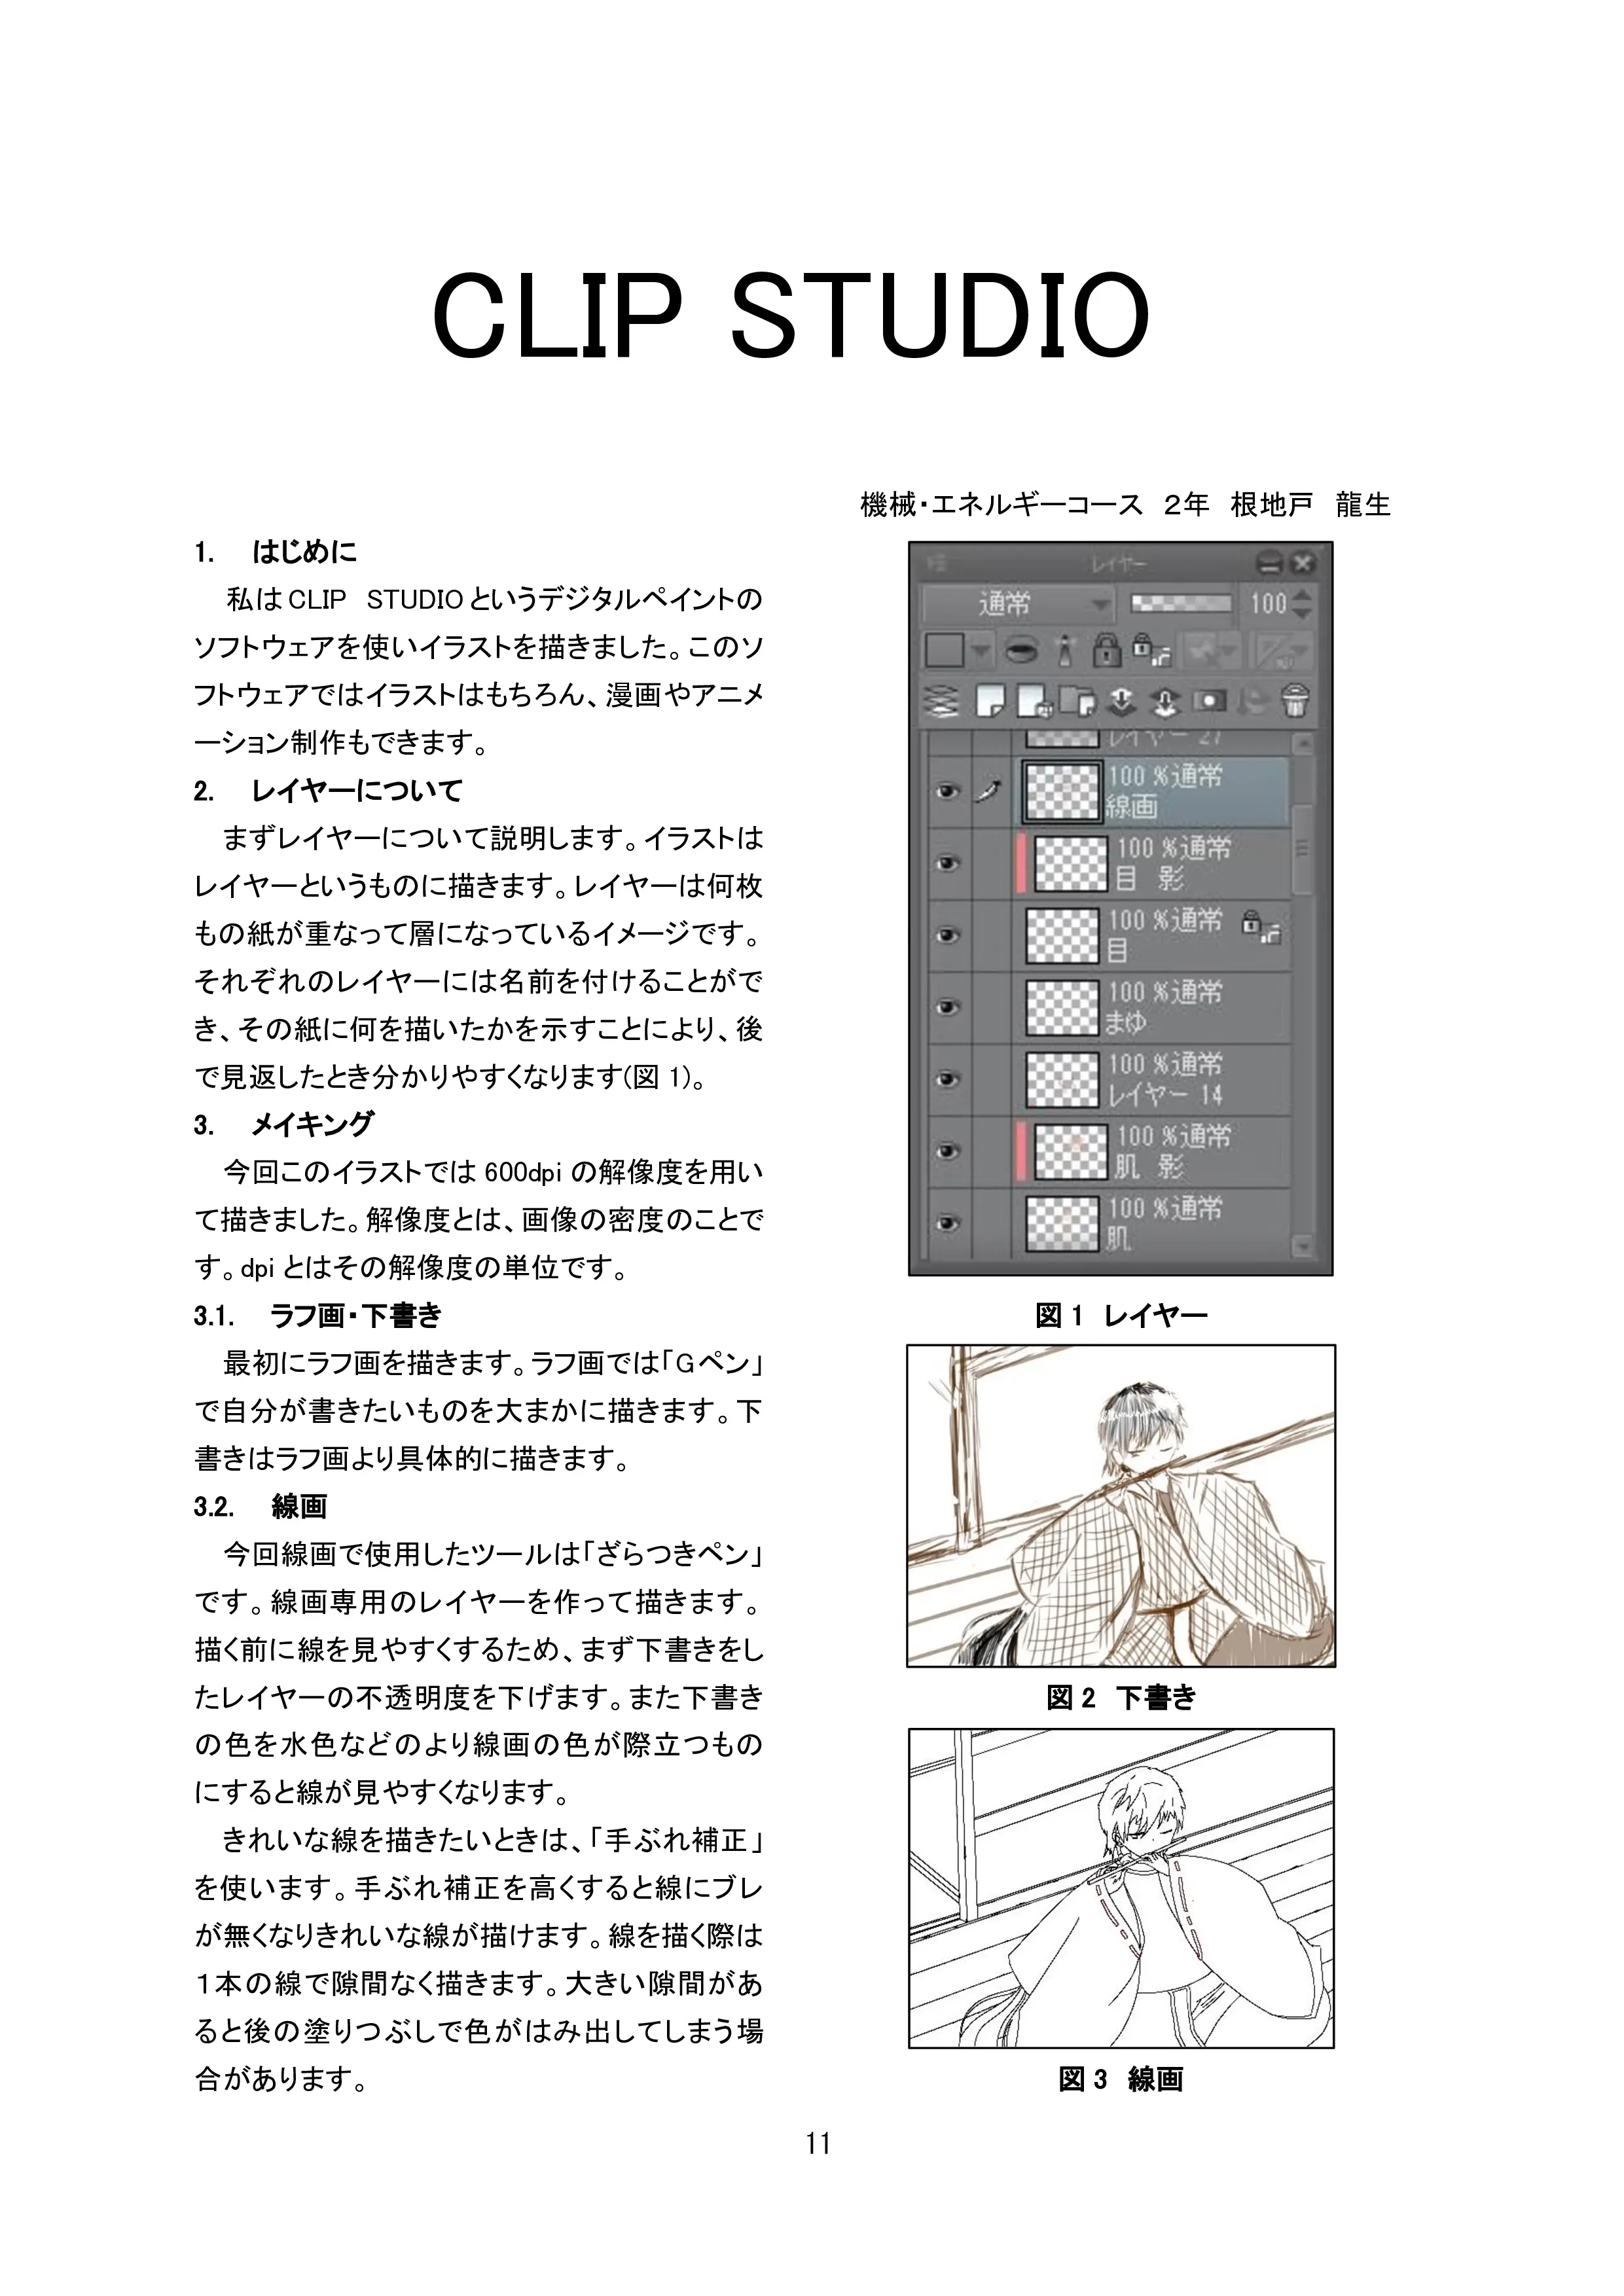 CLIP STUDIO
機械・エネルギーコース 2年 根地戸 龍生
1. はじめに
私はCLIP STUDIOというデジタルペイントの
ソフトウェアを使いイラストを描きました。このソ
フトウェアではイラストはもちろん、漫画やアニメ
ーション制作もできます。
2. レイヤーについて
まずレイヤーについて説明します。イラストは
レイヤーというものに描きます。レイヤーは何枚
もの紙が重なって層になっているイメージです。
それぞれのレイヤーには名前を付けることがで
き、その紙に何を描いたかを示すことにより、後
で見返したとき分かりやすくなります(図 1)。
3. メイキング
今回このイラストでは 600dpi の解像度を用い
て描きました。解像度とは、画像の密度のことで
す。dpi とはその解像度の単位です。
3.1. ラフ画・下書き
最初にラフ画を描きます。ラフ画では「Gペン」
で自分が書きたいものを大まかに描きます。下
書きはラフ画より具体的に描きます。
3.2. 線画
今回線画で使用したツールは「ざらつきペン」
です。線画専用のレイヤーを作って描きます。
描く前に線を見やすくするため、まず下書きをし
たレイヤーの不透明度を下げます。また下書き
の色を水色などのより線画の色が際立つもの
にすると線が見やすくなります。
きれいな線を描きたいときは、「手ぶれ補正」
を使います。手ぶれ補正を高くすると線にブレ
が無くなりきれいな線が描けます。線を描く際は
1本の線で隙間なく描きます。大きい隙間があ
ると後の塗りつぶしで色がはみ出してしまう場
合があります。
レイヤー
通常 100
レイヤー 27
100 %通常
線画
100 %通常
目 影
100 %通常
目
100 %通常
まゆ
100 %通常
レイヤー 14
100 %通常
肌 影
100 %通常
肌
図 1 レイヤー
図 2 下書き
図 3 線画
11